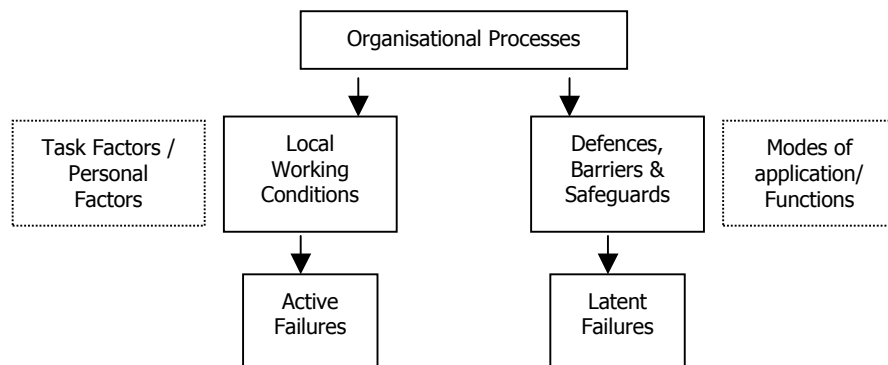 Organisational Processes
Task Factors /
Personal
Factors
Local
Working
Conditions
Defences,
Barriers &
Safeguards
Modes of
application/
Functions
Active
Failures
Latent
Failures